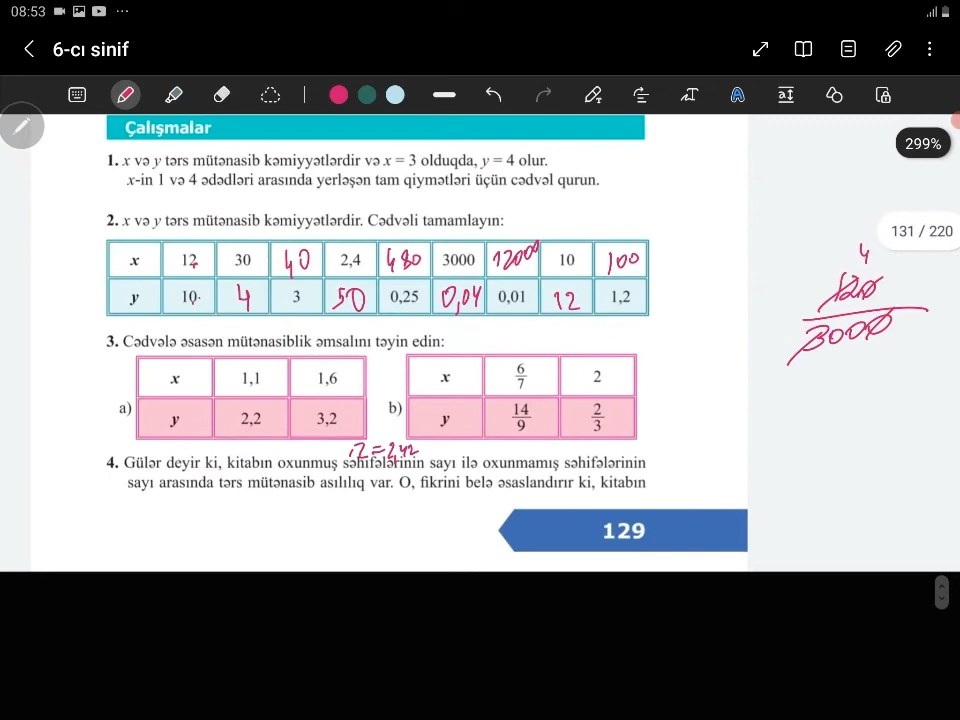 08:53
6-cı sinif
299%
131 / 220
Çalışmalar
1. x və y tərs mütənasib kəmiyyətlərdir və x = 3 olduqda, y = 4 olur.
x-in 1 və 4 ədədləri arasında yerləşən tam qiymətləri üçün cədvəl qurun.
2. x və y tərs mütənasib kəmiyyətlərdir. Cədvəli tamamlayın:
x 12 30 40 2,4 480 3000 12000 10 100
y 10 4 3 50 0,25 0,04 0,01 12 1,2
4
120
3000
3. Cədvələ əsasən mütənasiblik əmsalını təyin edin:
a)
x 1,1 1,6
y 2,2 3,2
b)
x 6/7 2
y 14/9 2/3
4. Gülər deyir ki, kitabın oxunmuş səhifələrinin sayı ilə oxunmamış səhifələrinin
sayı arasında tərs mütənasib asılılıq var. O, fikrini belə əsaslandırır ki, kitabın
129